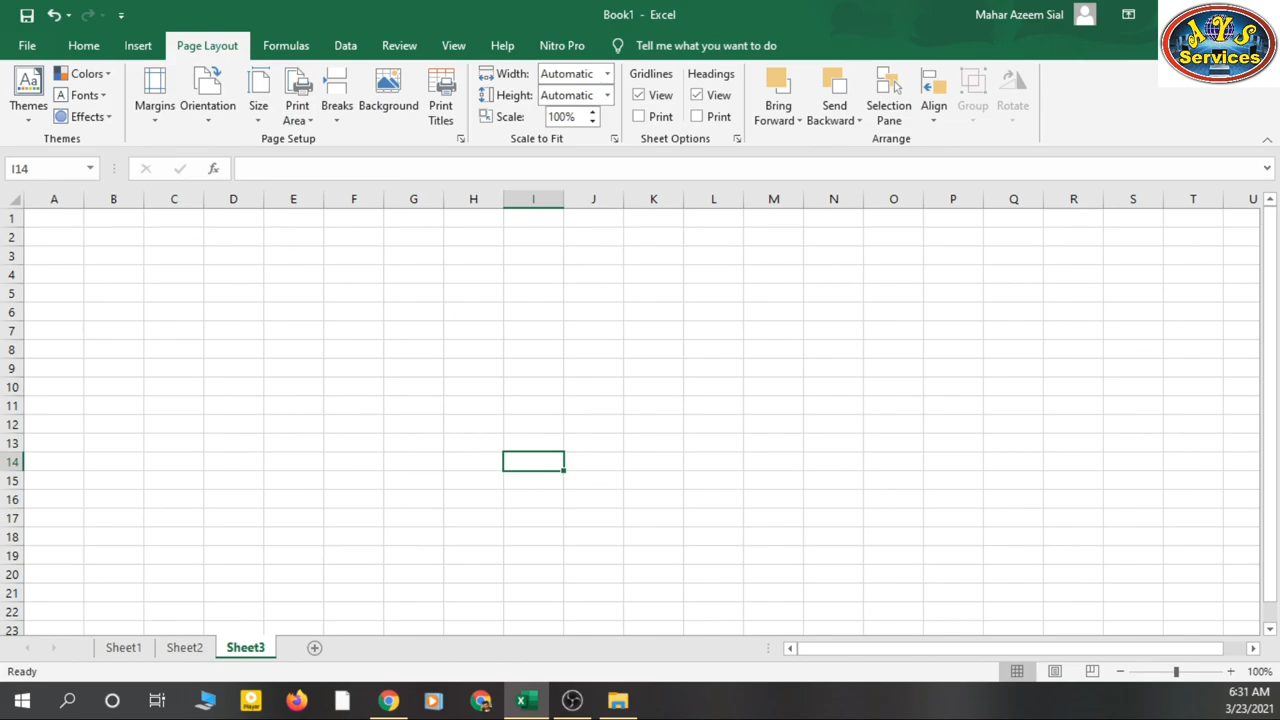 Book1 - Excel
Mahar Azeem Sial
AYS
Services
File Home Insert Page Layout Formulas Data Review View Help Nitro Pro Tell me what you want to do
Themes
Colors
Fonts
Effects
Themes
Margins
Orientation
Size
Print
Area
Breaks
Background
Print
Titles
Page Setup
Width: Automatic
Height: Automatic
Scale: 100%
Scale to Fit
Gridlines
View
Print
Headings
View
Print
Sheet Options
Bring
Forward
Send
Backward
Selection
Pane
Align
Group
Rotate
Arrange
I14
fx
A B C D E F G H I J K L M N O P Q R S T U
1
2
3
4
5
6
7
8
9
10
11
12
13
14
15
16
17
18
19
20
21
22
23
Sheet1 Sheet2 Sheet3
Ready
100%
Player
6:31 AM
3/23/2021